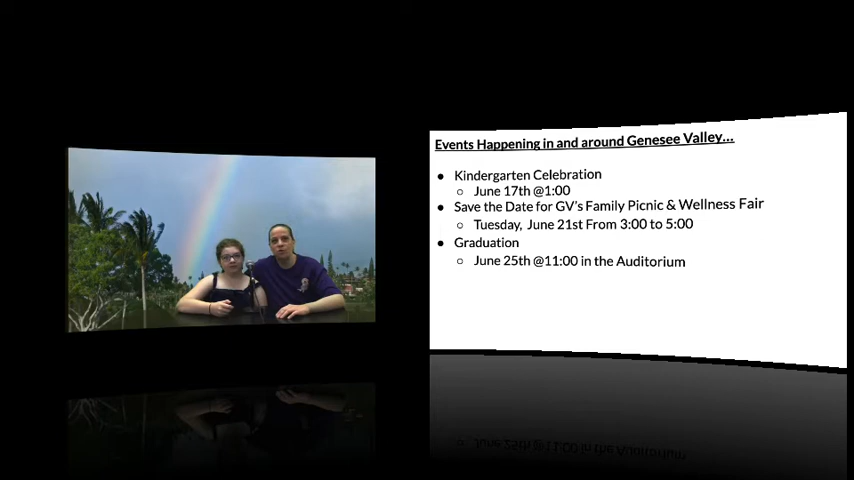 Events Happening in and around Genesee Valley...
● Kindergarten Celebration
○ June 17th @1:00
● Save the Date for GV's Family Picnic & Wellness Fair
○ Tuesday, June 21st From 3:00 to 5:00
● Graduation
○ June 25th @11:00 in the Auditorium